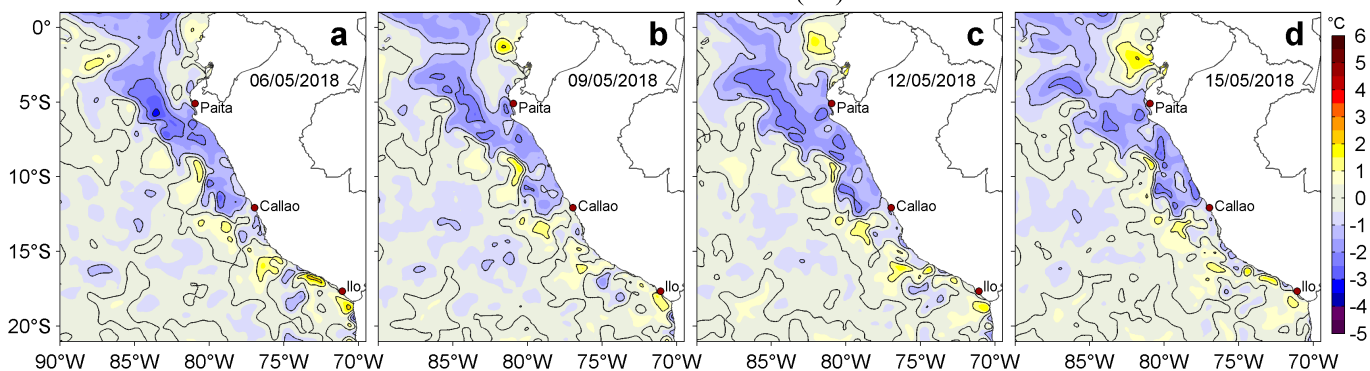 a
b
c
d
°C
06/05/2018
09/05/2018
12/05/2018
15/05/2018
Paita
Paita
Paita
Paita
Callao
Callao
Callao
Callao
Ilo
Ilo
Ilo
Ilo
0°
5°S
10°S
15°S
20°S
90°W 85°W 80°W 75°W 70°W
85°W 80°W 75°W 70°W
85°W 80°W 75°W 70°W
85°W 80°W 75°W 70°W
6
5
4
3
2
1
0
-1
-2
-3
-4
-5